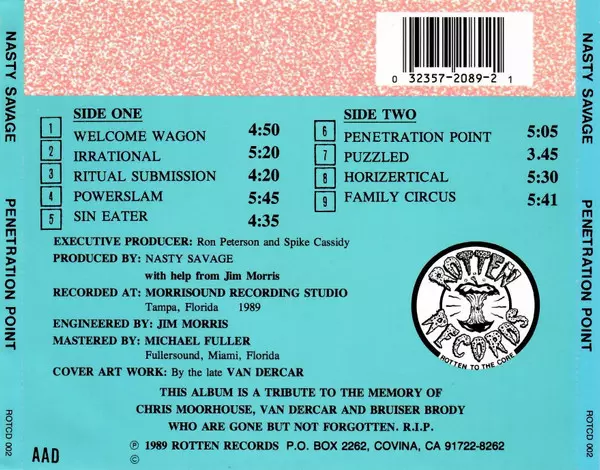 NASTY SAVAGE PENETRATION POINT ROTCD 002
0 32357-2089-2 1
SIDE ONE
1 WELCOME WAGON 4:50
2 IRRATIONAL 5:20
3 RITUAL SUBMISSION 4:20
4 POWERSLAM 5:45
5 SIN EATER 4:35
SIDE TWO
6 PENETRATION POINT 5:05
7 PUZZLED 3.45
8 HORIZERTICAL 5:30
9 FAMILY CIRCUS 5:41
EXECUTIVE PRODUCER: Ron Peterson and Spike Cassidy
PRODUCED BY: NASTY SAVAGE
with help from Jim Morris
RECORDED AT: MORRISOUND RECORDING STUDIO
Tampa, Florida 1989
ENGINEERED BY: JIM MORRIS
MASTERED BY: MICHAEL FULLER
Fullersound, Miami, Florida
COVER ART WORK: By the late VAN DERCAR
ROTTEN
RECORDS
ROTTEN TO THE CORE
THIS ALBUM IS A TRIBUTE TO THE MEMORY OF
CHRIS MOORHOUSE, VAN DERCAR AND BRUISER BRODY
WHO ARE GONE BUT NOT FORGOTTEN. R.I.P.
℗ 1989 ROTTEN RECORDS P.O. BOX 2262, COVINA, CA 91722-8262
©
AAD
NASTY SAVAGE PENETRATION POINT ROTCD 002